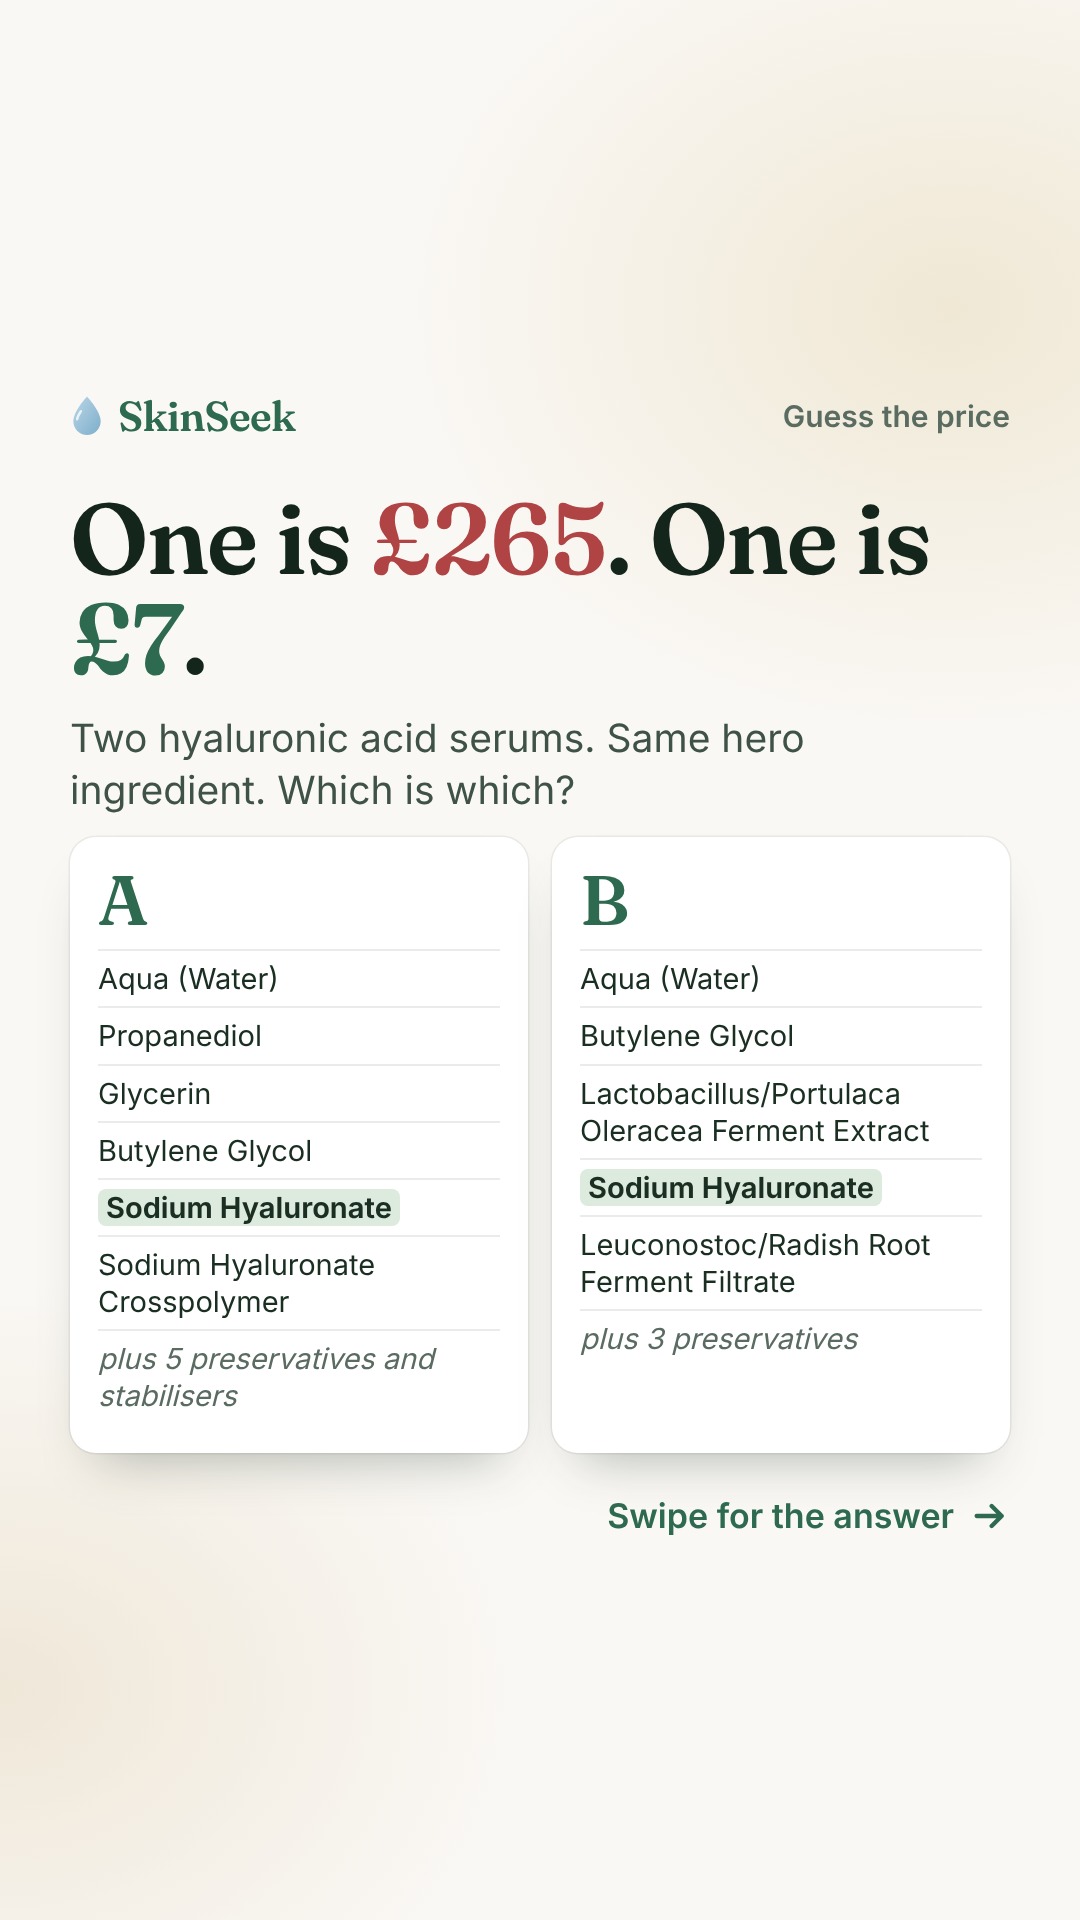 SkinSeek
Guess the price
One is £265. One is
£7.
Two hyaluronic acid serums. Same hero
ingredient. Which is which?
A
Aqua (Water)
Propanediol
Glycerin
Butylene Glycol
Sodium Hyaluronate
Sodium Hyaluronate
Crosspolymer
plus 5 preservatives and
stabilisers
B
Aqua (Water)
Butylene Glycol
Lactobacillus/Portulaca
Oleracea Ferment Extract
Sodium Hyaluronate
Leuconostoc/Radish Root
Ferment Filtrate
plus 3 preservatives
Swipe for the answer →